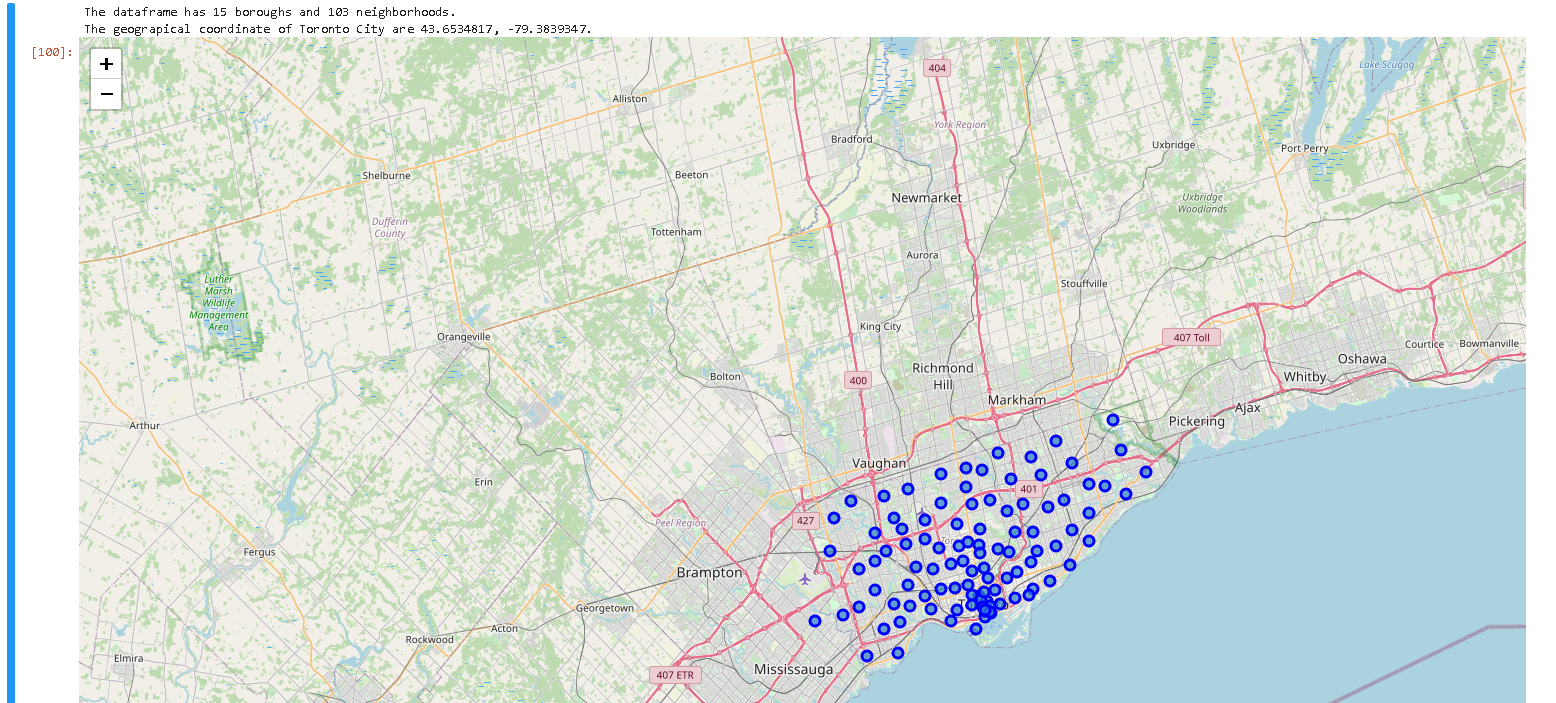 The dataframe has 15 boroughs and 103 neighborhoods.
The geograpical coordinate of Toronto City are 43.6534817, -79.3839347.
[100]:
+
−
404
Lake Scugog
Alliston
York Region
Bradford
Uxbridge
Port Perry
Shelburne
Beeton
Newmarket
Uxbridge
Woodlands
Dufferin
County
Tottenham
Aurora
Luther
Marsh
Wildlife
Management
Area
Stouffville
King City
Orangeville
407 Toll
Courtice
Bowmanville
Oshawa
Richmond
Hill
Bolton
400
Whitby
Markham
Ajax
Pickering
Arthur
Vaughan
Erin
401
Peel Region
427
Fergus
Brampton
Georgetown
Acton
Rockwood
Elmira
Mississauga
407 ETR